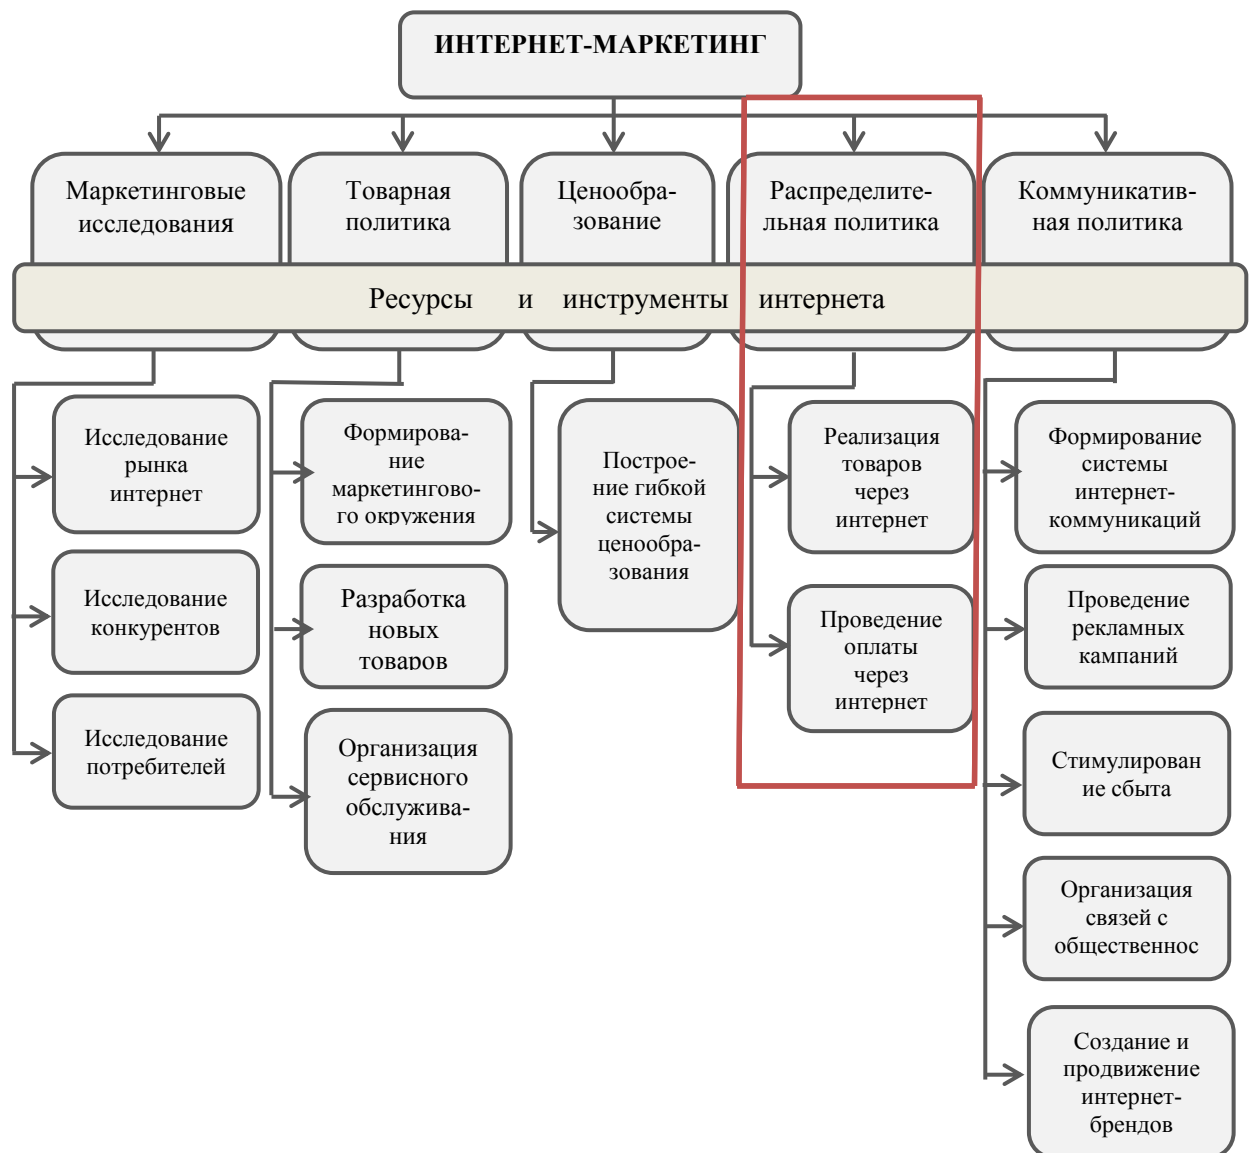 ИНТЕРНЕТ-МАРКЕТИНГ
Маркетинговые
исследования
Товарная
политика
Ценообра-
зование
Распределите-
льная политика
Коммуникатив-
ная политика
Ресурсы и инструменты интернета
Исследование
рынка
интернет
Исследование
конкурентов
Исследование
потребителей
Формирова-
ние
маркетингово-
го окружения
Разработка
новых
товаров
Организация
сервисного
обслужива-
ния
Построе-
ние гибкой
системы
ценообра-
зования
Реализация
товаров
через
интернет
Проведение
оплаты
через
интернет
Формирование
системы
интернет-
коммуникаций
Проведение
рекламных
кампаний
Стимулирован
ие сбыта
Организация
связей с
общественнос
Создание и
продвижение
интернет-
брендов